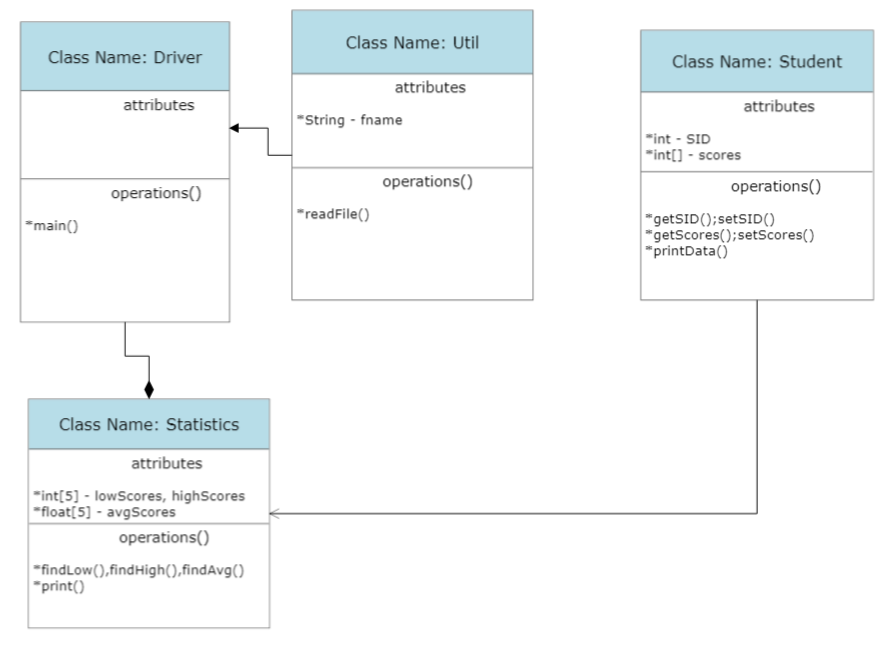 Class Name: Driver
attributes
operations()
*main()
Class Name: Util
attributes
*String - fname
operations()
*readFile()
Class Name: Student
attributes
*int - SID
*int[] - scores
operations()
*getSID();setSID()
*getScores();setScores()
*printData()
Class Name: Statistics
attributes
*int[5] - lowScores, highScores
*float[5] - avgScores
operations()
*findLow(),findHigh(),findAvg()
*print()